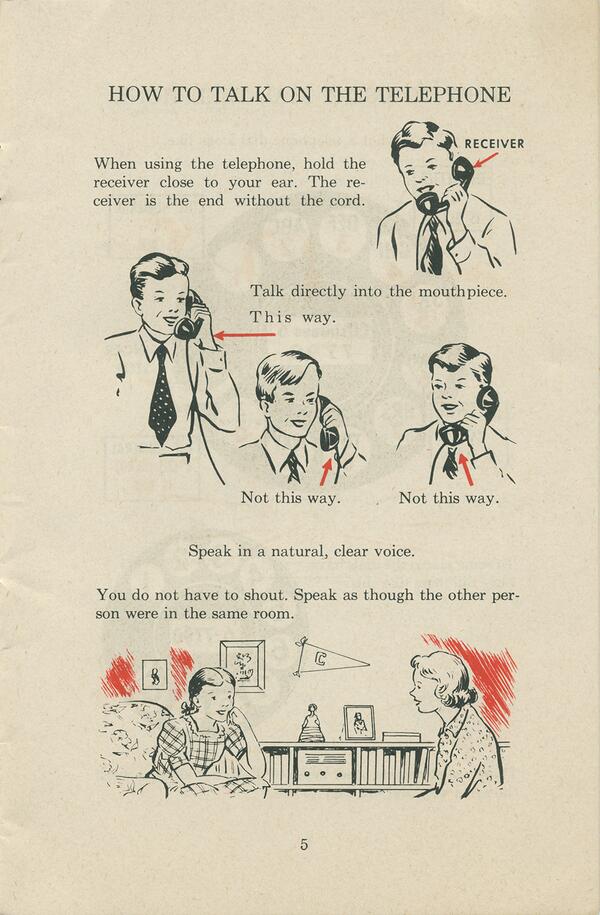 HOW TO TALK ON THE TELEPHONE
RECEIVER
When using the telephone, hold the
receiver close to your ear. The re-
ceiver is the end without the cord.
Talk directly into the mouthpiece.
This way.
Not this way.
Not this way.
Speak in a natural, clear voice.
You do not have to shout. Speak as though the other per-
son were in the same room.
C
5